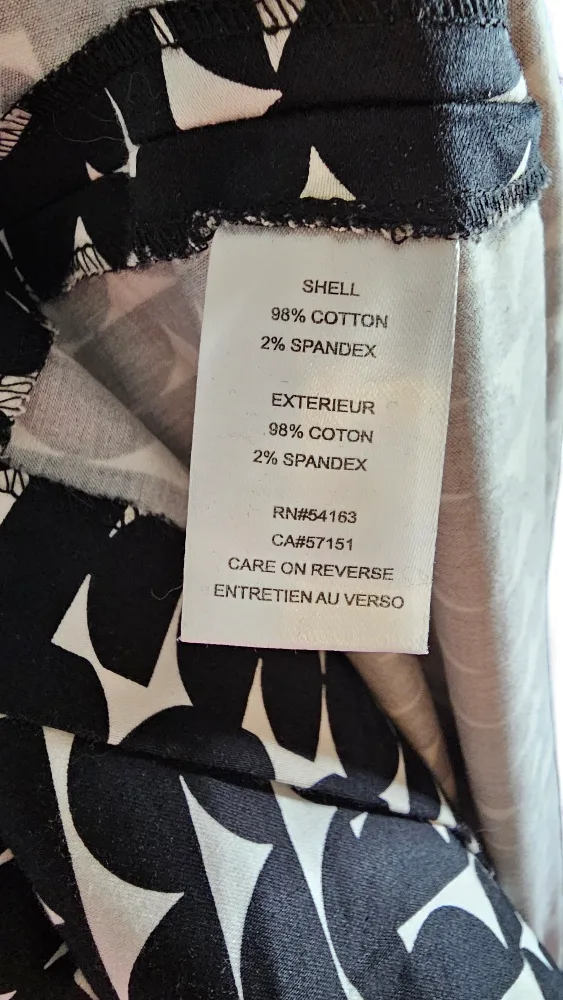 SHELL
98% COTTON
2% SPANDEX
EXTERIEUR
98% COTON
2% SPANDEX
RN#54163
CA#57151
CARE ON REVERSE
ENTRETIEN AU VERSO